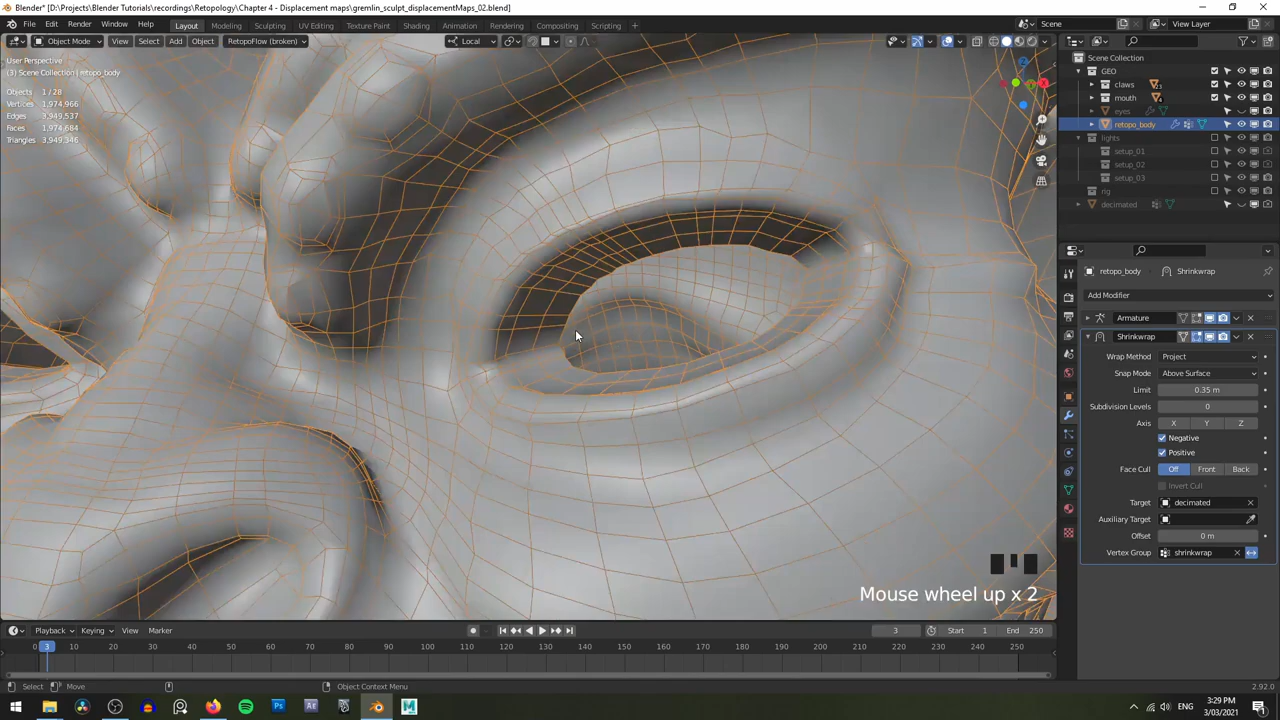 Blender* [D:\Projects\Blender Tutorials\recordings\Retopology\Chapter 4 - Displacement maps\gremlin_sculpt_displacementMaps_02.blend]
File Edit Render Window Help Layout Modeling Sculpting UV Editing Texture Paint Shading Animation Rendering Compositing Scripting Scene View Layer
Object Mode View Select Add Object RetopoFlow (broken) Local Options
User Perspective
(3) Scene Collection | retopo_body
Objects 1 / 28
Vertices 1,974,966
Edges 3,949,537
Faces 1,974,684
Triangles 3,949,346
Scene Collection
GEO
claws
mouth
eyes
retopo_body
lights
setup_01
setup_02
setup_03
rig
decimated
retopo_body Shrinkwrap
Add Modifier
Armature
Shrinkwrap
Wrap Method Project
Snap Mode Above Surface
Limit 0.35 m
Subdivision Levels 0
Axis X Y Z
Negative
Positive
Face Cull Off Front Back
Invert Cull
Target decimated
Auxiliary Target
Offset 0 m
Vertex Group shrinkwrap
Mouse wheel up x 2
Playback Keying View Marker 3 Start 1 End 250
0 3 10 20 30 40 50 60 70 80 90 100 110 120 130 140 150 160 170 180 190 200 210 220 230 240 250
Select Move Object Context Menu 2.92.0
3:29 PM
ENG
3/03/2021